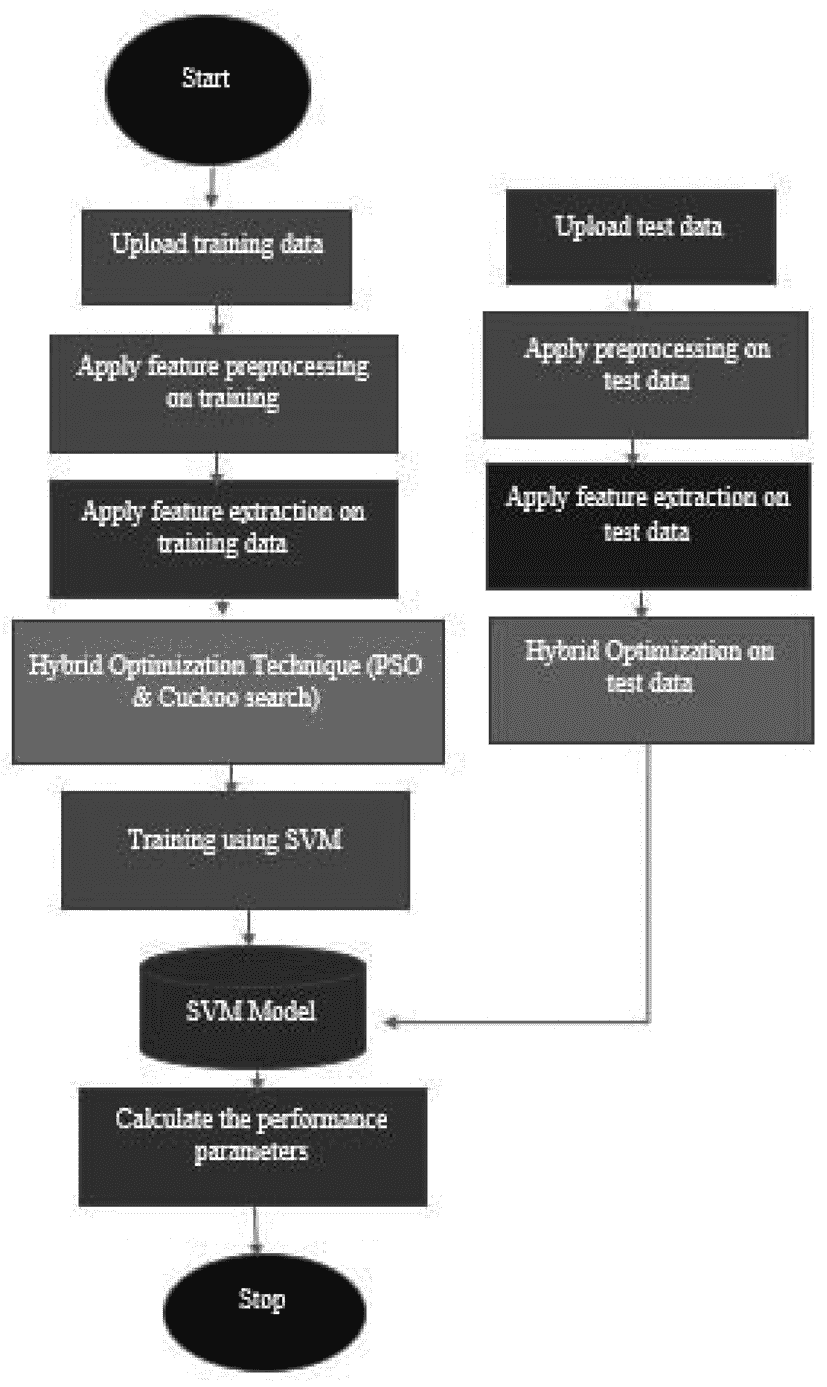 Start
Upload training data
Apply feature preprocessing
on training
Apply feature extraction on
training data
Hybrid Optimization Technique (PSO
& Cuckoo search)
Training using SVM
SVM Model
Calculate the performance
parameters
Stop
Upload test data
Apply preprocessing on
test data
Apply feature extraction on
test data
Hybrid Optimization on
test data